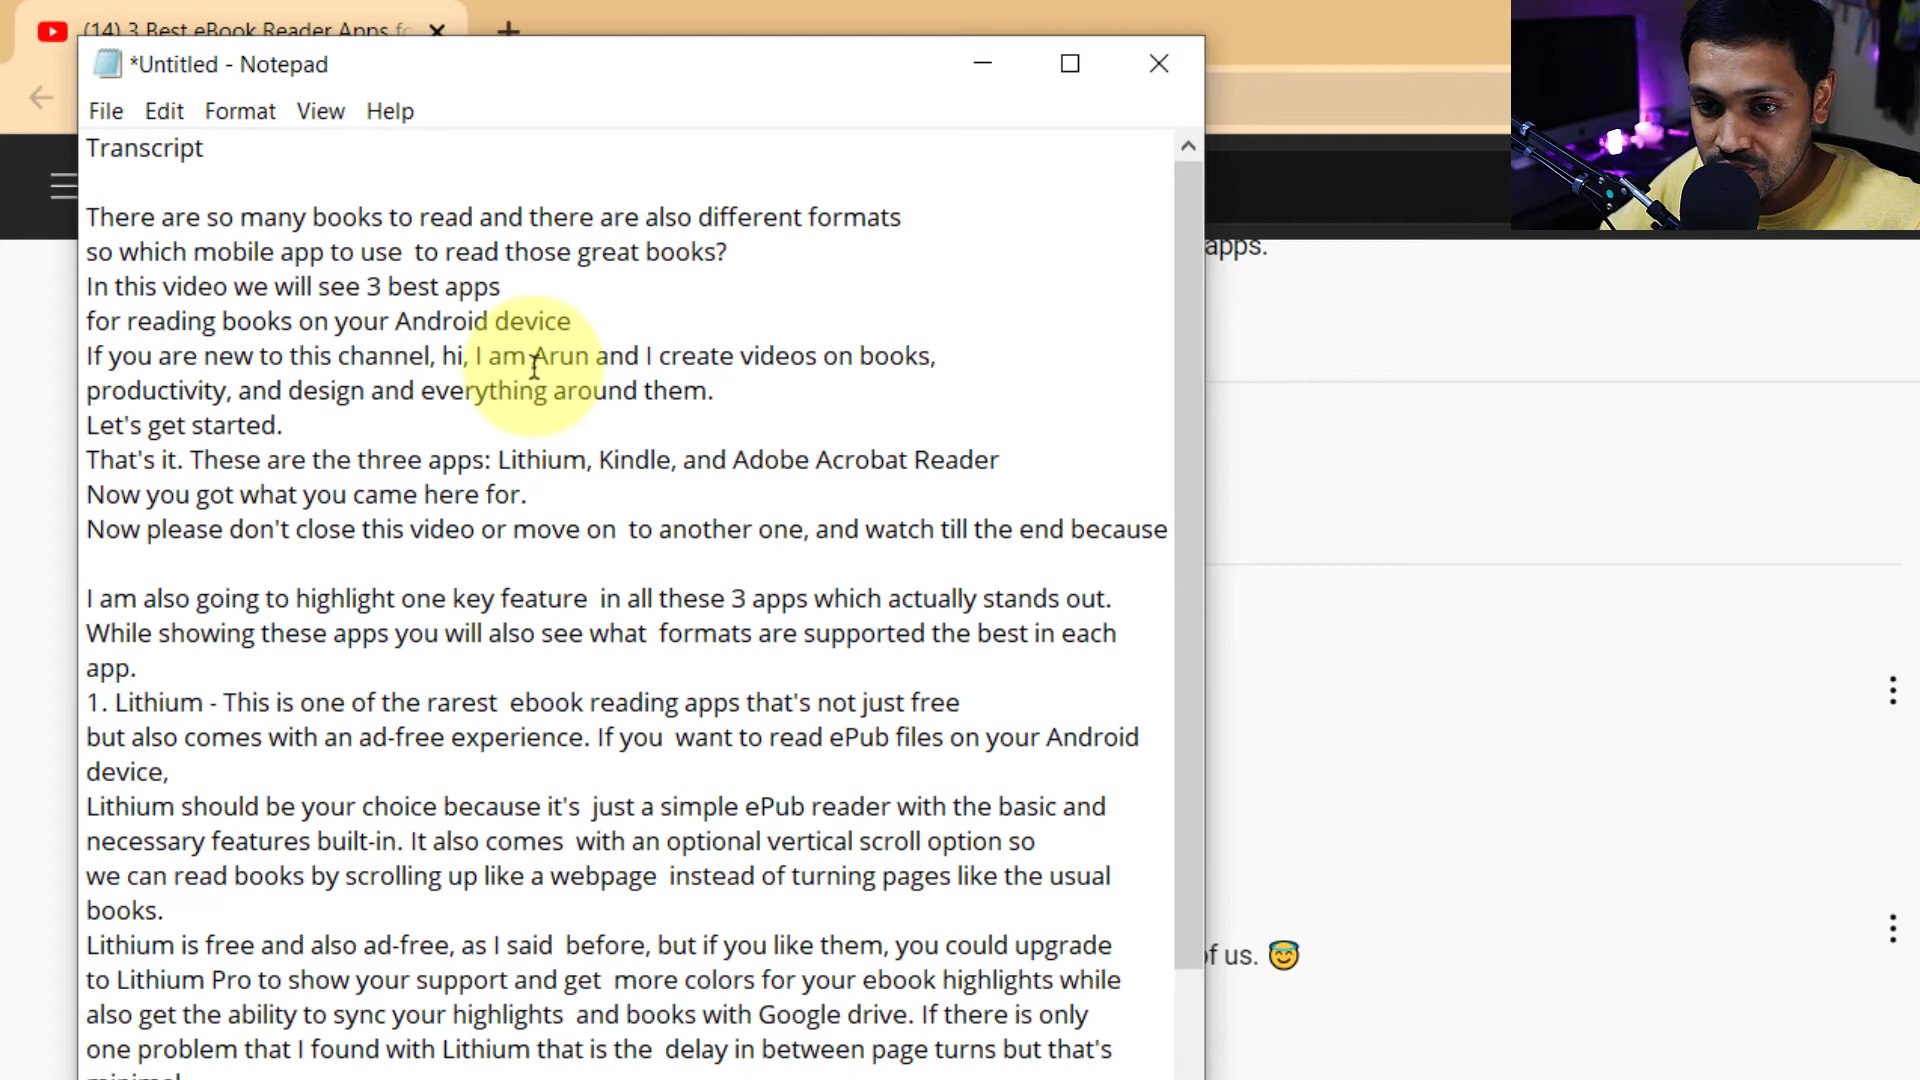 (14) 3 Best eBook Reader Apps fo
*Untitled - Notepad
File Edit Format View Help
Transcript
There are so many books to read and there are also different formats
so which mobile app to use  to read those great books?
In this video we will see 3 best apps
for reading books on your Android device
If you are new to this channel, hi, I am Arun and I create videos on books,
productivity, and design and everything around them.
Let's get started.
That's it. These are the three apps: Lithium, Kindle, and Adobe Acrobat Reader
Now you got what you came here for.
Now please don't close this video or move on  to another one, and watch till the end because
I am also going to highlight one key feature  in all these 3 apps which actually stands out.
While showing these apps you will also see what  formats are supported the best in each
app.
1. Lithium - This is one of the rarest  ebook reading apps that's not just free
but also comes with an ad-free experience. If you  want to read ePub files on your Android
device,
Lithium should be your choice because it's  just a simple ePub reader with the basic and
necessary features built-in. It also comes  with an optional vertical scroll option so
we can read books by scrolling up like a webpage  instead of turning pages like the usual
books.
Lithium is free and also ad-free, as I said  before, but if you like them, you could upgrade
to Lithium Pro to show your support and get  more colors for your ebook highlights while
also get the ability to sync your highlights  and books with Google drive. If there is only
one problem that I found with Lithium that is the  delay in between page turns but that's
apps.
of us. 😇